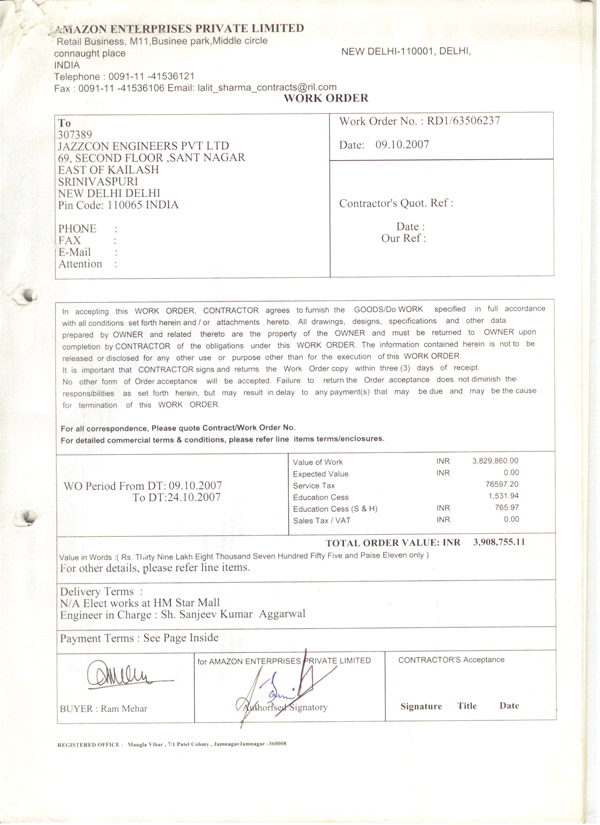 AMAZON ENTERPRISES PRIVATE LIMITED
Retail Business, M11,Businee park,Middle circle
connaught place
NEW DELHI-110001, DELHI,
INDIA
Telephone : 0091-11 -41536121
Fax : 0091-11 -41536106 Email: lalit_sharma_contracts@ril.com
WORK ORDER
To
307389
JAZZCON ENGINEERS PVT LTD
69, SECOND FLOOR ,SANT NAGAR
EAST OF KAILASH
SRINIVASPURI
NEW DELHI DELHI
Pin Code: 110065 INDIA
PHONE :
FAX :
E-Mail :
Attention :
Work Order No. : RD1/63506237
Date: 09.10.2007
Contractor's Quot. Ref :
Date :
Our Ref :
In accepting this WORK ORDER, CONTRACTOR agrees to furnish the GOODS/Do WORK specified in full accordance
with all conditions set forth herein and / or attachments hereto. All drawings, designs, specifications and other data
prepared by OWNER and related thereto are the property of the OWNER and must be returned to OWNER upon
completion by CONTRACTOR of the obligations under this WORK ORDER. The information contained herein is not to be
released or disclosed for any other use or purpose other than for the execution of this WORK ORDER.
It is important that CONTRACTOR signs and returns the Work Order copy within three (3) days of receipt.
No other form of Order acceptance will be accepted. Failure to return the Order acceptance does not diminish the
responsibilities as set forth herein, but may result in delay to any payment(s) that may be due and may be the cause
for termination of this WORK ORDER.
For all correspondence, Please quote Contract/Work Order No.
For detailed commercial terms & conditions, please refer line items terms/enclosures.
WO Period From DT: 09.10.2007
To DT:24.10.2007
Value of Work INR 3,829,860.00
Expected Value INR 0.00
Service Tax 76597.20
Education Cess 1,531.94
Education Cess (S & H) INR 765.97
Sales Tax / VAT INR 0.00
TOTAL ORDER VALUE: INR 3,908,755.11
Value in Words :( Rs. Thirty Nine Lakh Eight Thousand Seven Hundred Fifty Five and Paise Eleven only )
For other details, please refer line items.
Delivery Terms :
N/A Elect works at HM Star Mall
Engineer in Charge : Sh. Sanjeev Kumar Aggarwal
Payment Terms : See Page Inside
BUYER : Ram Mehar
for AMAZON ENTERPRISES PRIVATE LIMITED
Authorised Signatory
CONTRACTOR'S Acceptance
Signature Title Date
REGISTERED OFFICE : Mangla Vihar , 7/1 Patel Colony , JamnagarJamnagar -360008